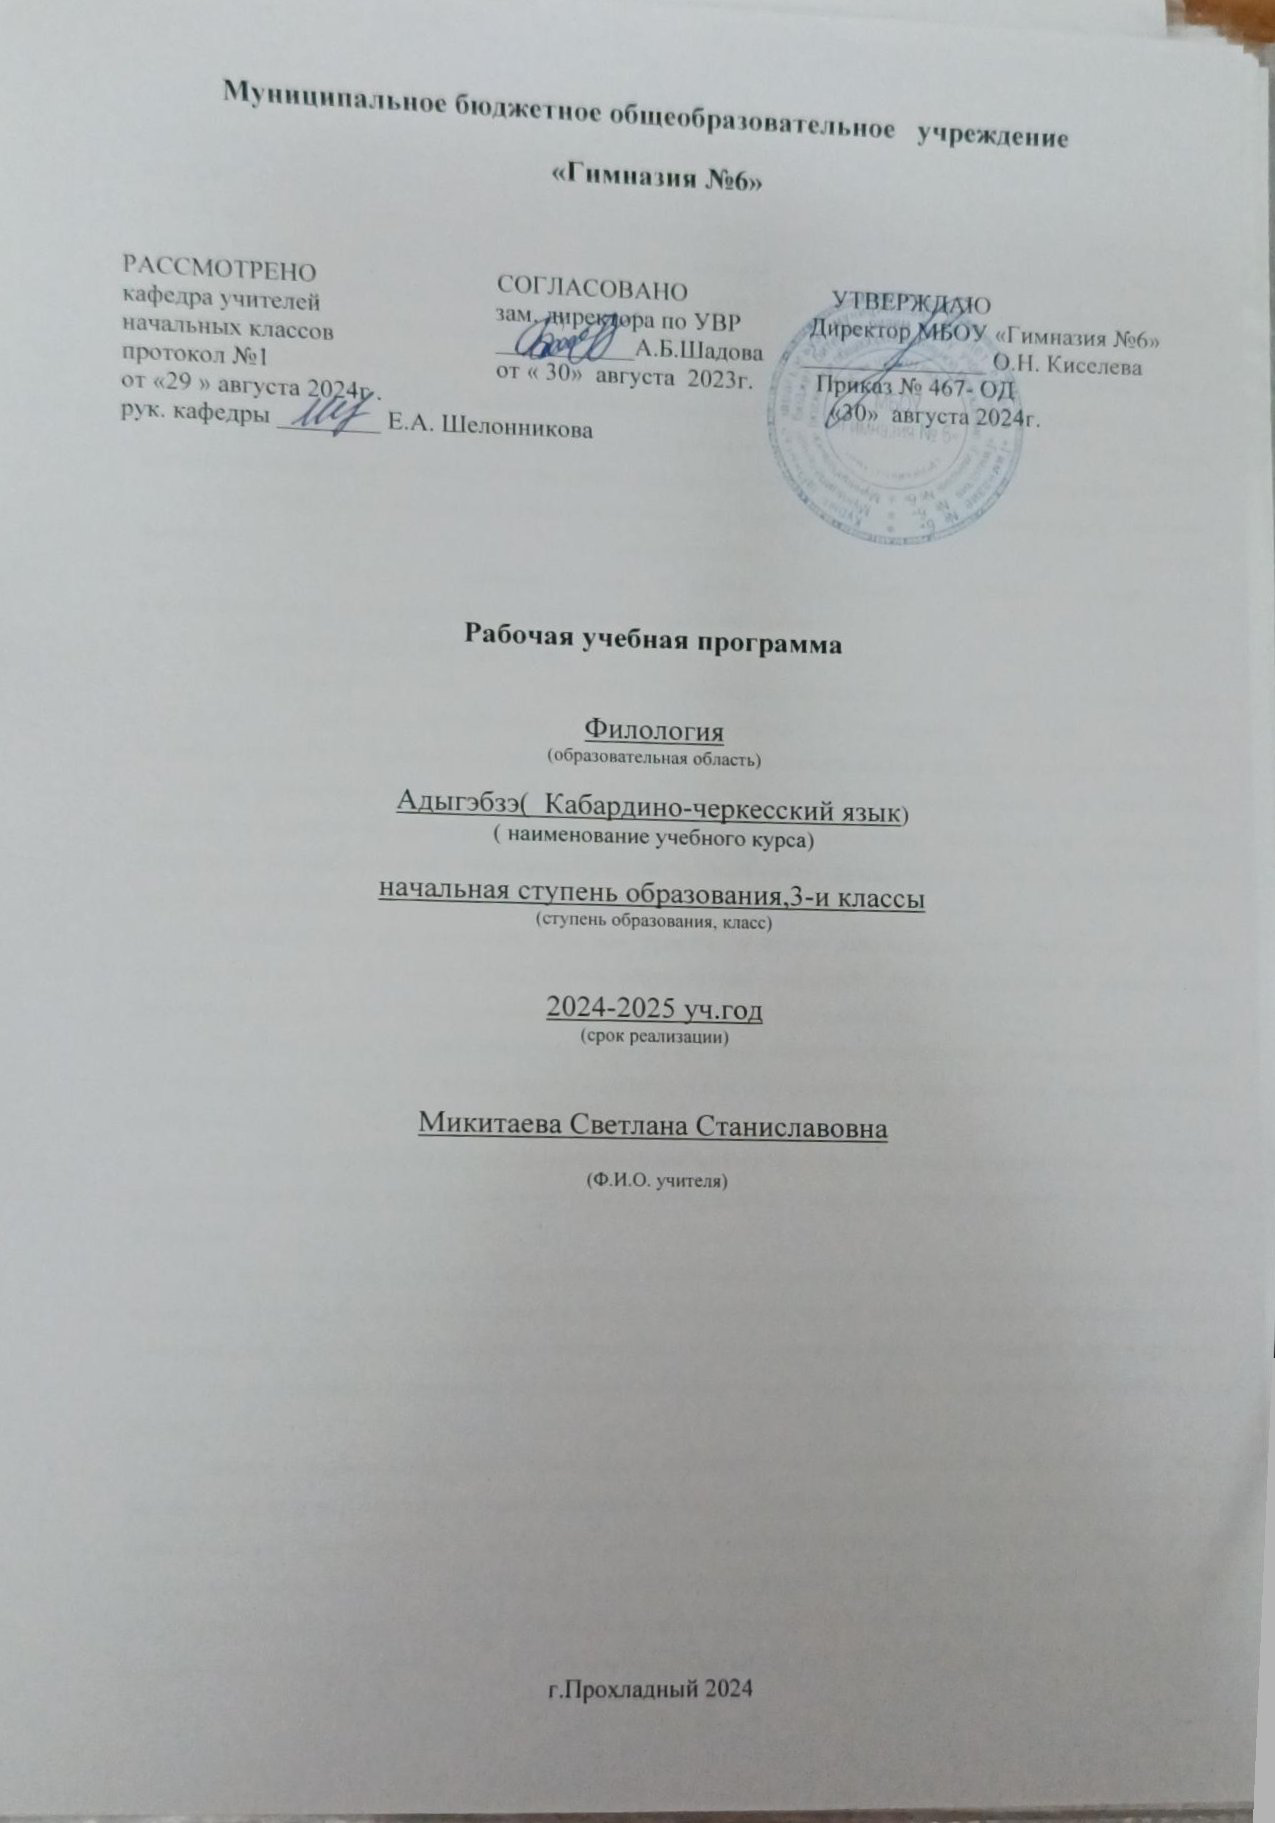 Муниципальное бюджетное общеобразовательное учреждение
«Гимназия №6»
РАССМОТРЕНО
кафедра учителей
начальных классов
протокол №1
от «29 » августа 2024г.
рук. кафедры ________ Е.А. Шелонникова
СОГЛАСОВАНО
зам. директора по УВР
___________А.Б.Шадова
от « 30» августа 2023г.
УТВЕРЖДАЮ
Директор МБОУ «Гимназия №6»
_______________ О.Н. Киселева
Приказ № 467- ОД
«30» августа 2024г.
Рабочая учебная программа
Филология
(образовательная область)
Адыгэбзэ( Кабардино-черкесский язык)
( наименование учебного курса)
начальная ступень образования,3-и классы
(ступень образования, класс)
2024-2025 уч.год
(срок реализации)
Микитаева Светлана Станиславовна
(Ф.И.О. учителя)
г.Прохладный 2024